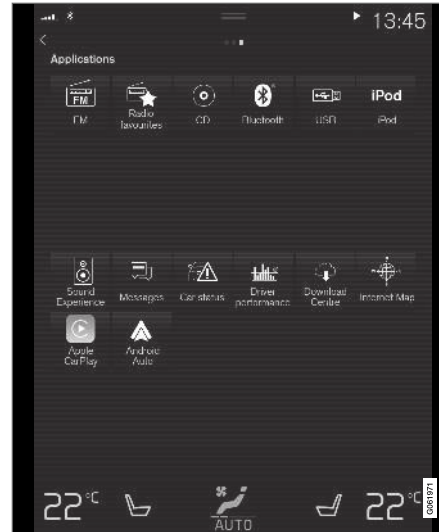 13:45
Applications
FM
FM
Radio
favourites
CD
Bluetooth
USB
iPod
iPod
Sound
Experience
Messages
Car status
Driver
performance
Download
Centre
Internet Map
Apple
CarPlay
Android
Auto
22°C
AUTO
22°C
G061971